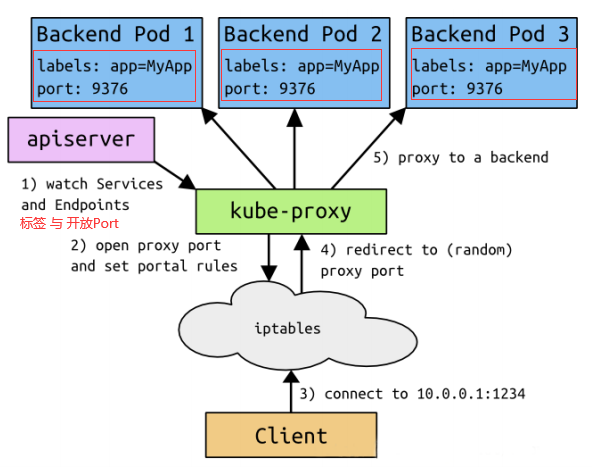 Backend Pod 1
labels: app=MyApp
port: 9376
Backend Pod 2
labels: app=MyApp
port: 9376
Backend Pod 3
labels: app=MyApp
port: 9376
apiserver
1) watch Services
and Endpoints
标签 与 开放Port
5) proxy to a backend
kube-proxy
2) open proxy port
and set portal rules
4) redirect to (random)
proxy port
iptables
3) connect to 10.0.0.1:1234
Client